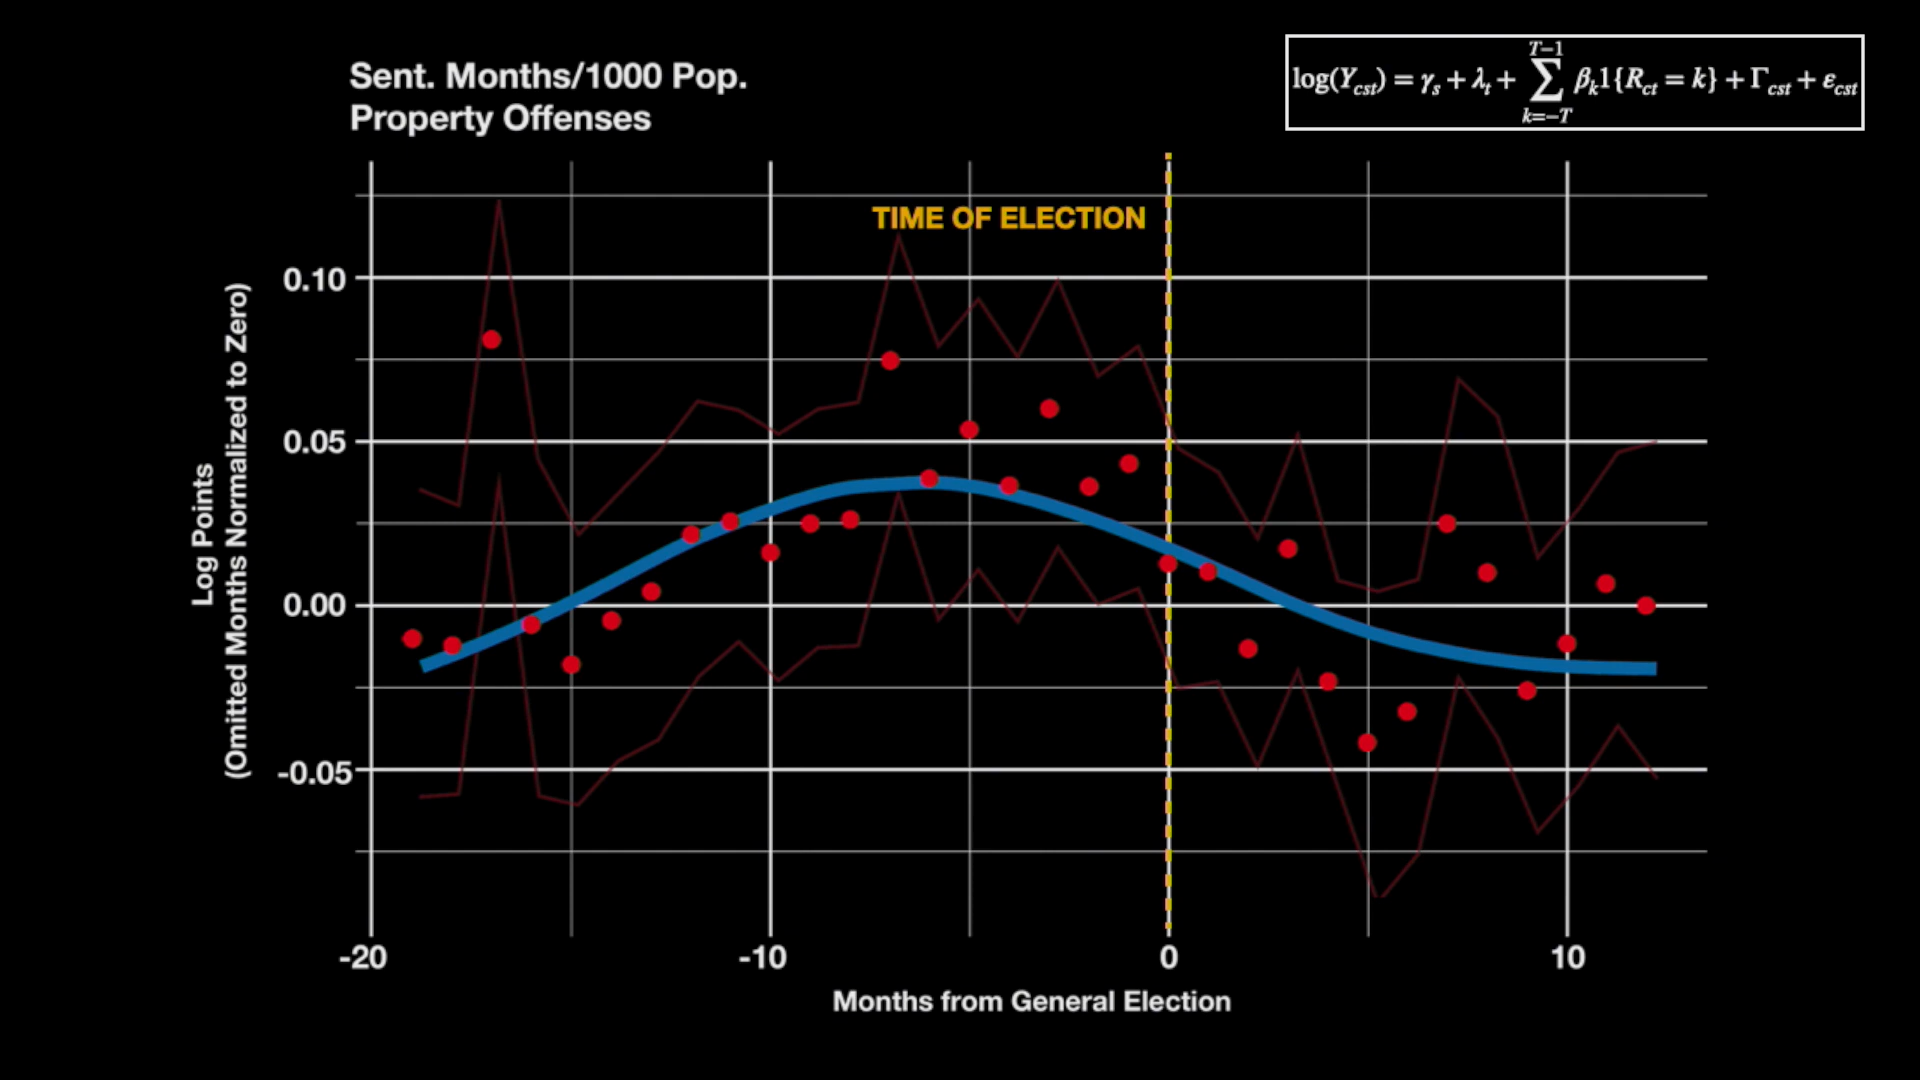 Sent. Months/1000 Pop.
Property Offenses
log(Y_cst) = γ_s + λ_t + ∑_{k=−T}^{T−1} β_k 1{R_ct = k} + Γ_cst + ε_cst
TIME OF ELECTION
0.10
0.05
0.00
-0.05
Log Points
(Omitted Months Normalized to Zero)
-20
-10
0
10
Months from General Election